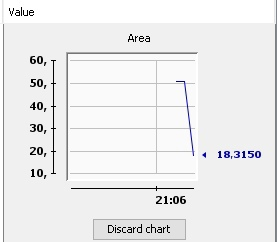 Value
Area
60,
50,
40,
30,
20,
10,
18,3150
21:06
Discard chart